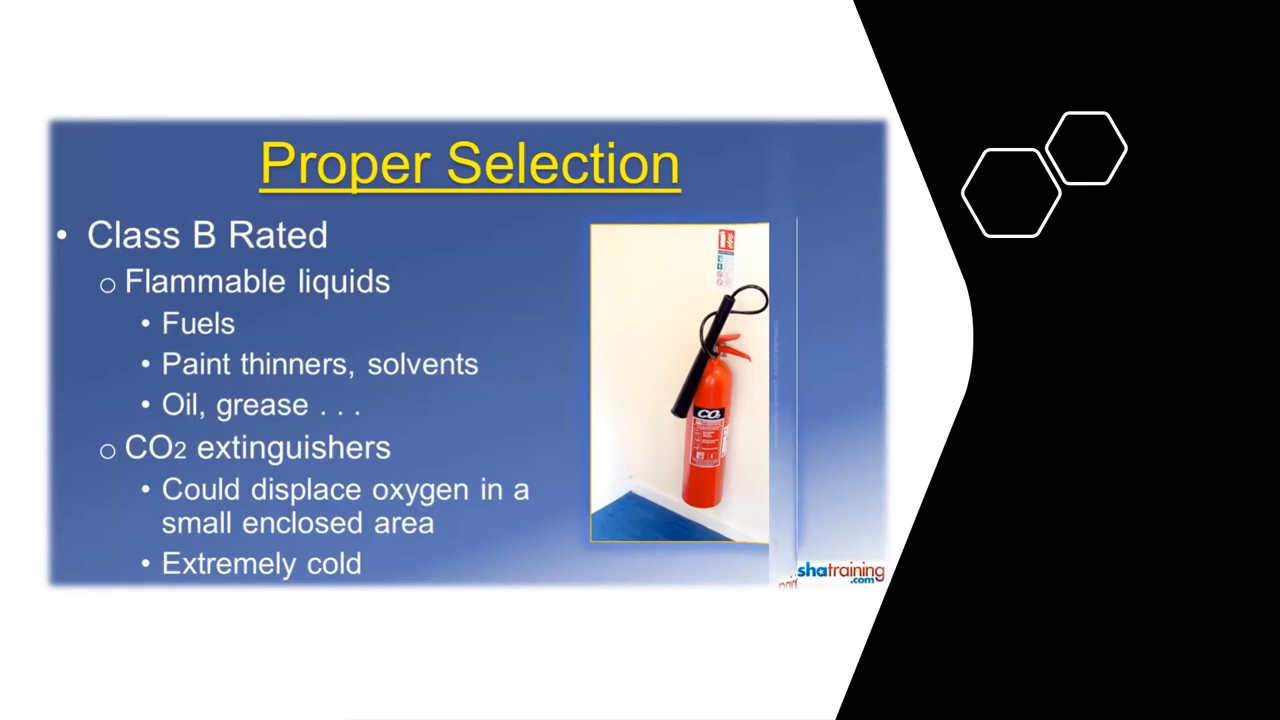 Proper Selection
• Class B Rated
o Flammable liquids
• Fuels
• Paint thinners, solvents
• Oil, grease . . .
o CO2 extinguishers
• Could displace oxygen in a
small enclosed area
• Extremely cold
CO₂
shatraining
.com